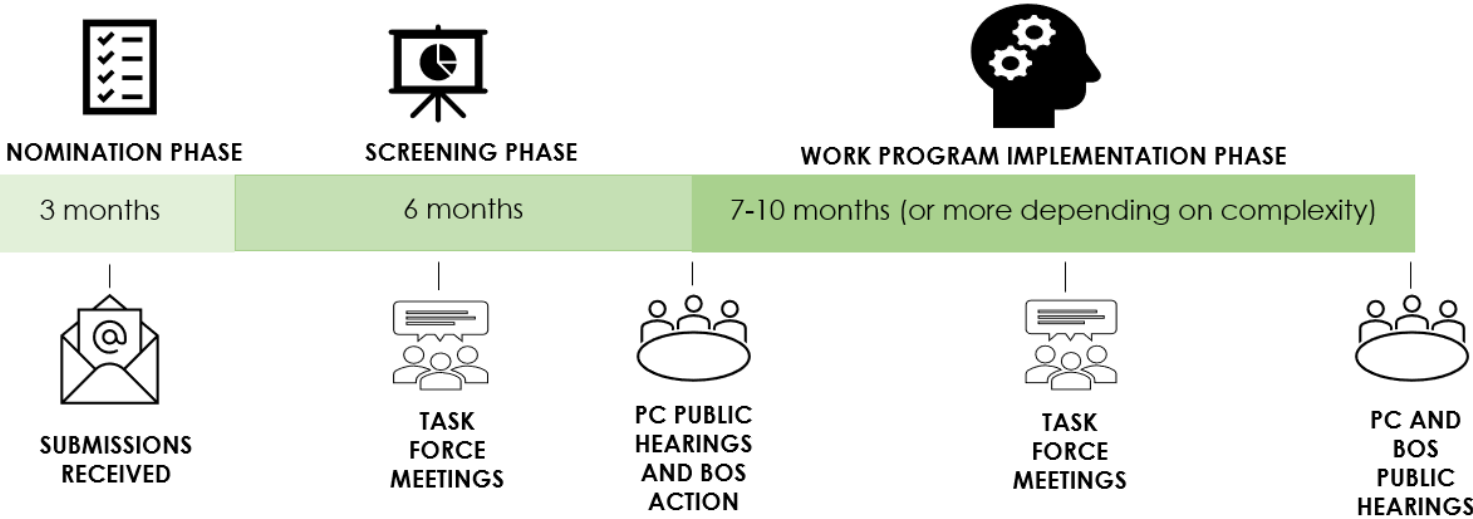 NOMINATION PHASE
SCREENING PHASE
WORK PROGRAM IMPLEMENTATION PHASE
3 months
6 months
7-10 months (or more depending on complexity)
@
SUBMISSIONS
RECEIVED
TASK
FORCE
MEETINGS
PC PUBLIC
HEARINGS
AND BOS
ACTION
TASK
FORCE
MEETINGS
PC AND
BOS
PUBLIC
HEARINGS